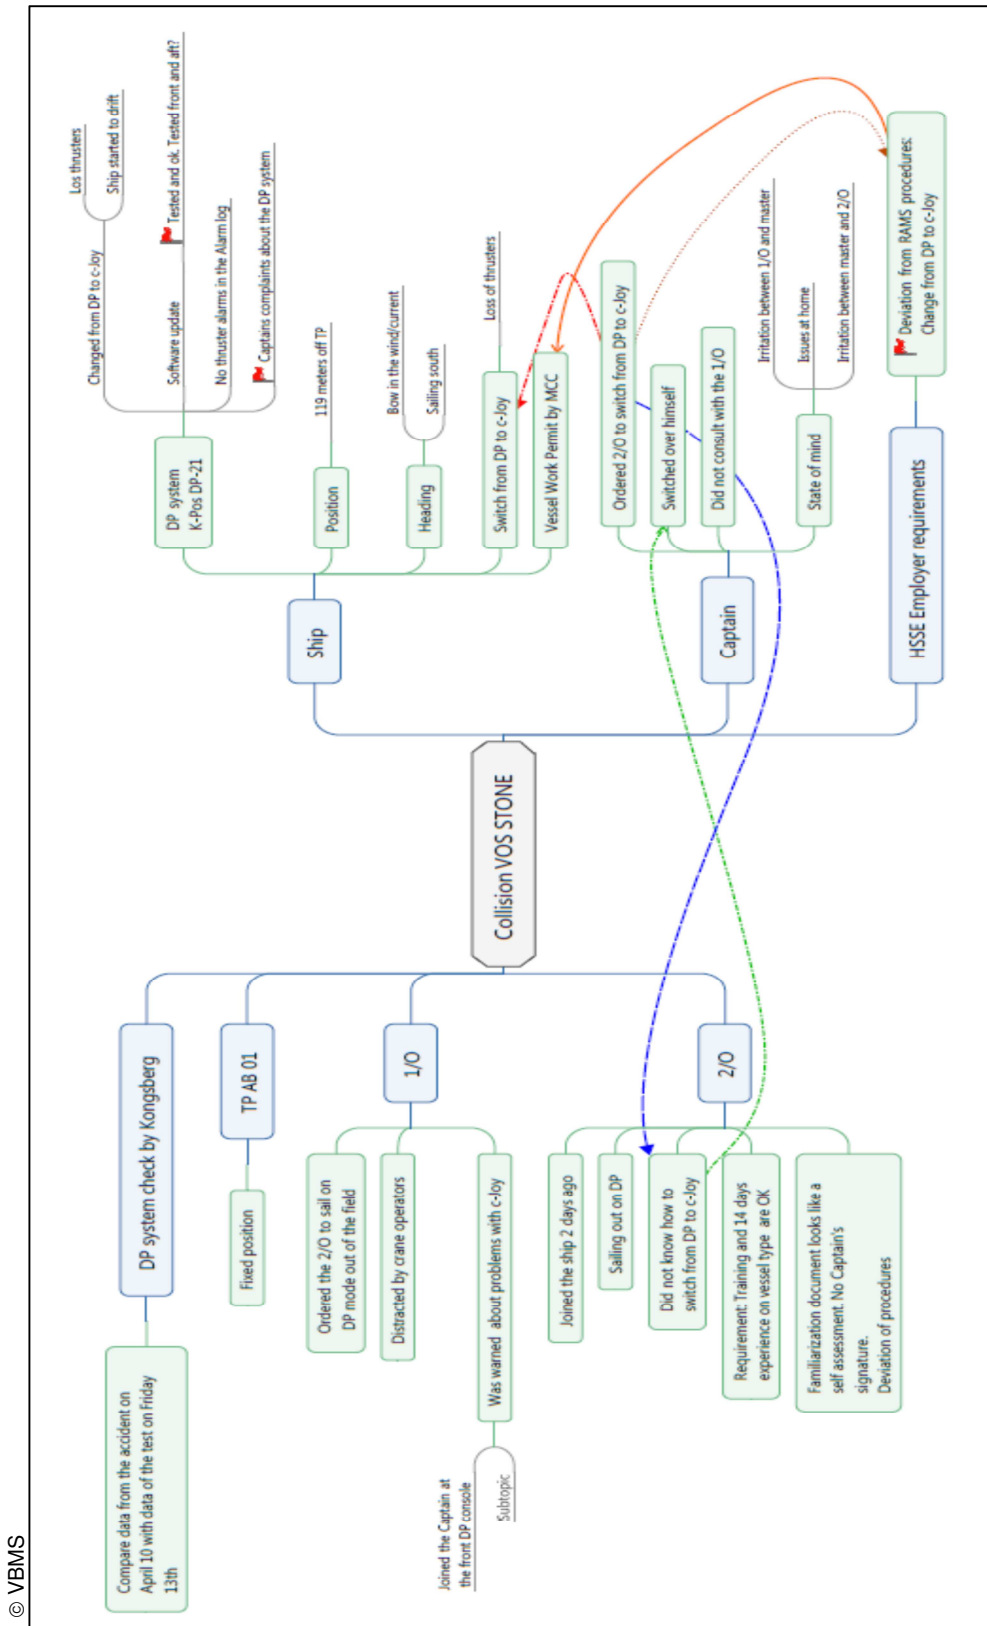 © VBMS
Collision VOS STONE
Ship
DP system
K-Pos DP-21
Changed from DP to c-Joy
Los thrusters
Ship started to drift
Software update
Tested and ok. Tested front and aft?
No thruster alarms in the Alarm log
Captains complaints about the DP system
Position
119 meters off TP
Heading
Bow in the wind/current
Sailing south
Switch from DP to c-Joy
Loss of thrusters
Vessel Work Permit by MCC
Captain
Ordered 2/O to switch from DP to c-Joy
Switched over himself
Did not consult with the 1/O
State of mind
Irritation between 1/O and master
Issues at home
Irritation between master and 2/O
HSSE Employer requirements
Deviation from RAMS procedures:
Change from DP to c-Joy
DP system check by Kongsberg
Compare data from the accident on
April 10 with data of the test on Friday
13th
TP AB 01
Fixed position
1/O
Ordered the 2/O to sail on
DP mode out of the field
Distracted by crane operators
Was warned about problems with c-Joy
Joined the Captain at
the front DP console
Subtopic
2/O
Joined the ship 2 days ago
Sailing out on DP
Did not know how to
switch from DP to c-Joy
Requirement: Training and 14 days
experience on vessel type are OK
Familiarization document looks like a
self assessment. No Captain's
signature.
Deviation of procedures